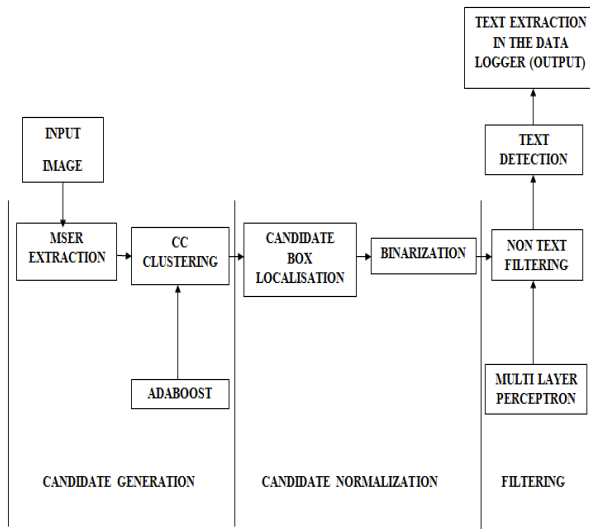 TEXT EXTRACTION
IN THE DATA
LOGGER (OUTPUT)
INPUT
IMAGE
TEXT
DETECTION
MSER
EXTRACTION
CC
CLUSTERING
CANDIDATE
BOX
LOCALISATION
BINARIZATION
NON TEXT
FILTERING
ADABOOST
MULTI LAYER
PERCEPTRON
CANDIDATE GENERATION
CANDIDATE NORMALIZATION
FILTERING